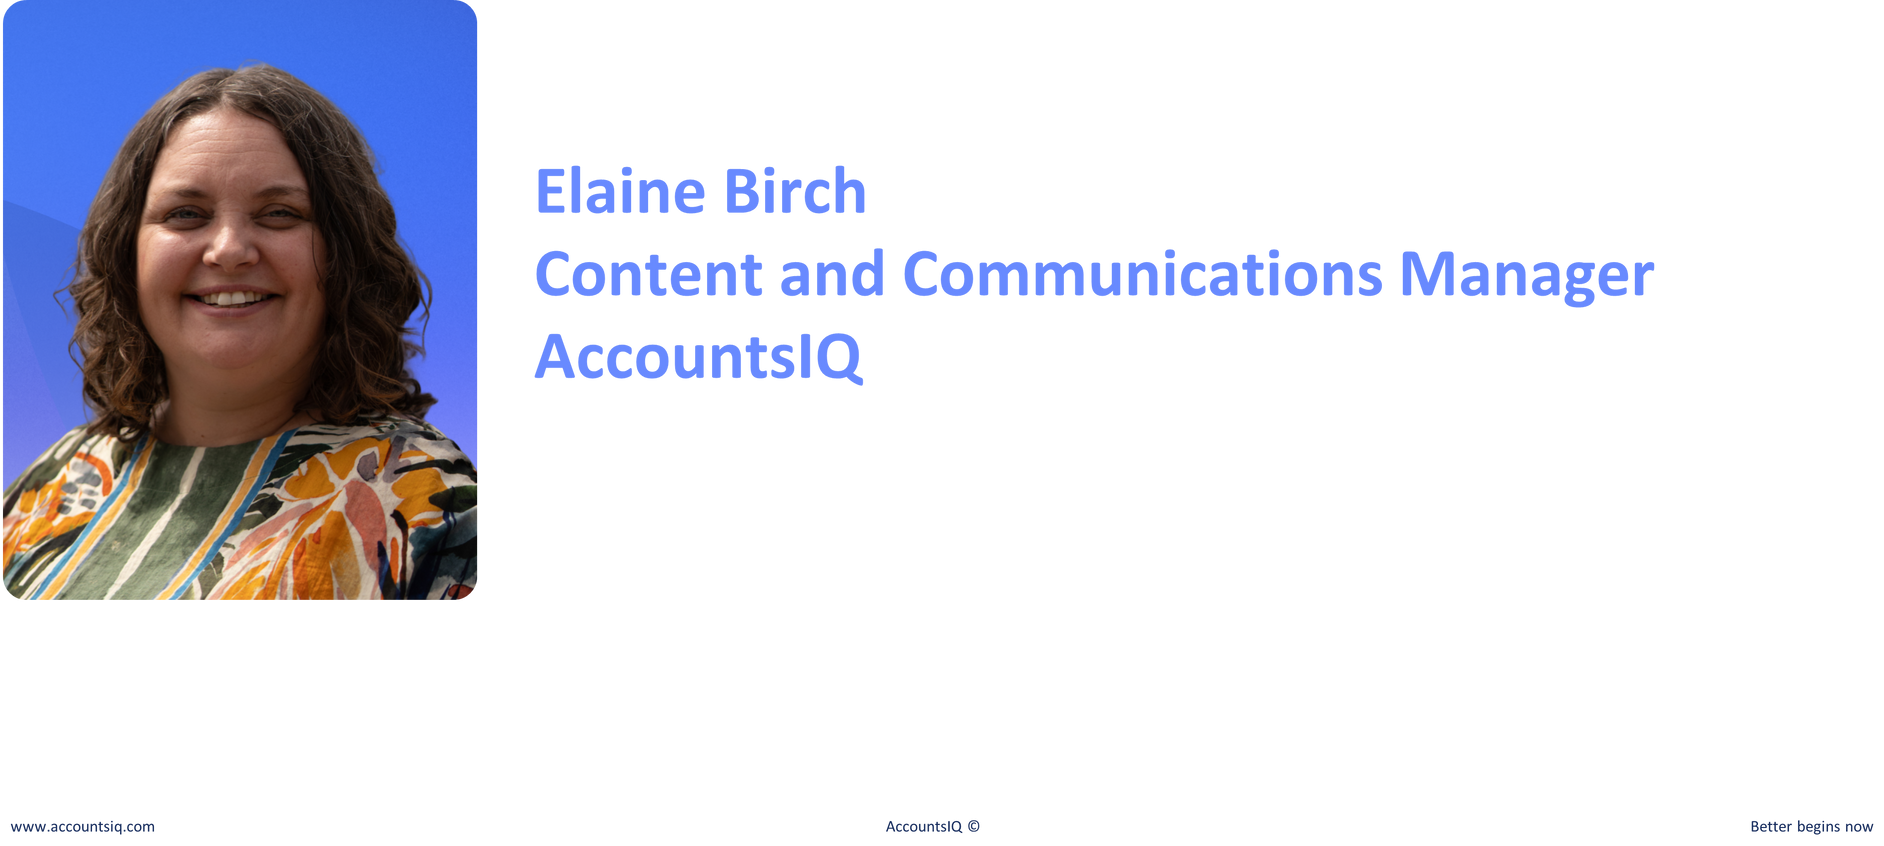 Elaine Birch
Content and Communications Manager
AccountsIQ
www.accountsiq.com
AccountsIQ ©
Better begins now